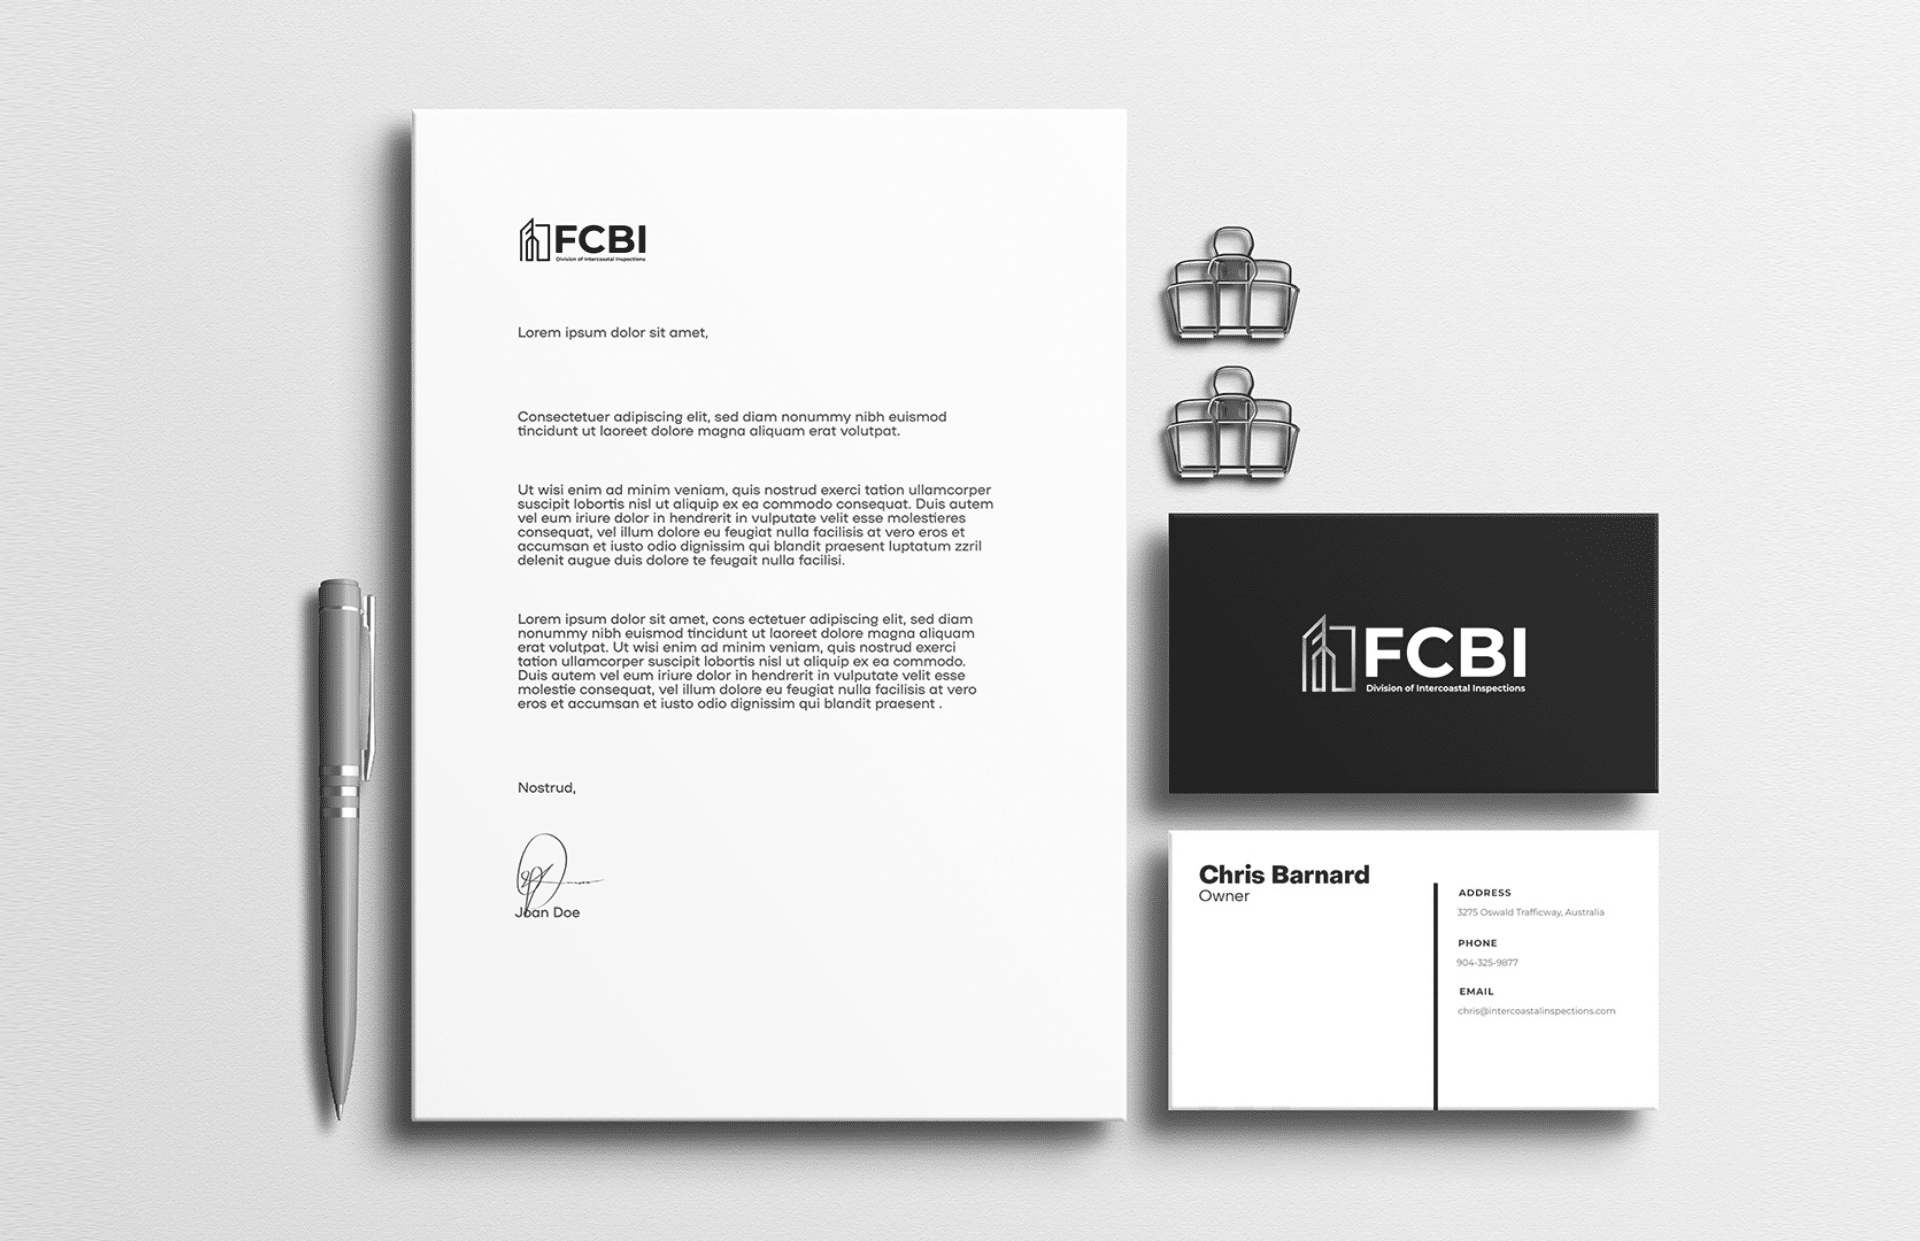 FCBI
Division of Intercoastal Inspections
Lorem ipsum dolor sit amet,
Consectetuer adipiscing elit, sed diam nonummy nibh euismod
tincidunt ut laoreet dolore magna aliquam erat volutpat.
Ut wisi enim ad minim veniam, quis nostrud exerci tation ullamcorper
suscipit lobortis nisl ut aliquip ex ea commodo consequat. Duis autem
vel eum iriure dolor in hendrerit in vulputate velit esse molestieres
consequat, vel illum dolore eu feugiat nulla facilisis at vero eros et
accumsan et iusto odio dignissim qui blandit praesent luptatum zzril
delenit augue duis dolore te feugait nulla facilisi.
Lorem ipsum dolor sit amet, cons ectetuer adipiscing elit, sed diam
nonummy nibh euismod tincidunt ut laoreet dolore magna aliquam
erat volutpat. Ut wisi enim ad minim veniam, quis nostrud exerci
tation ullamcorper suscipit lobortis nisl ut aliquip ex ea commodo.
Duis autem vel eum iriure dolor in hendrerit in vulputate velit esse
molestie consequat, vel illum dolore eu feugiat nulla facilisis at vero
eros et accumsan et iusto odio dignissim qui blandit praesent .
Nostrud,
Joan Doe
FCBI
Division of Intercoastal Inspections
Chris Barnard
Owner
ADDRESS
3275 Oswald Trafficway, Australia
PHONE
904-325-9877
EMAIL
chris@intercoastalinspections.com